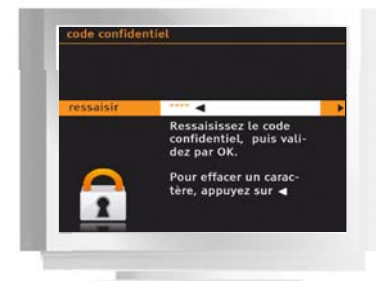 code confidentiel
ressaisir **** ◄
Ressaisissez le code
confidentiel, puis vali-
dez par OK.
Pour effacer un carac-
tère, appuyez sur ◄